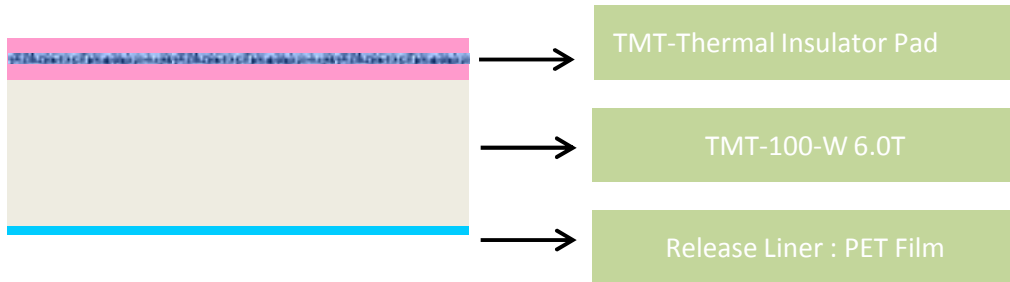 TMT-Thermal Insulator Pad
TMT-100-W 6.0T
Release Liner : PET Film